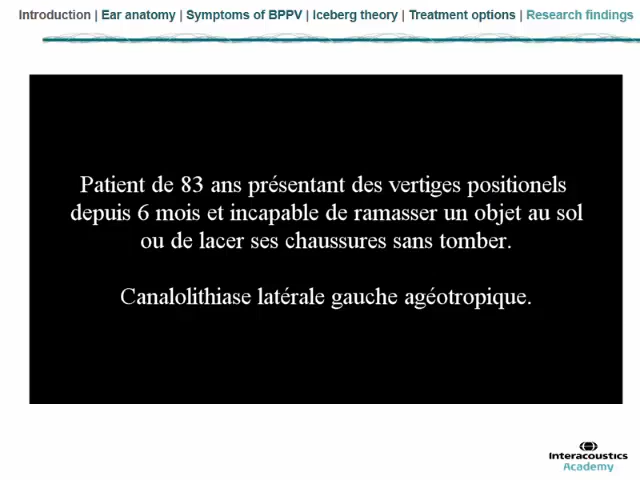 Introduction | Ear anatomy | Symptoms of BPPV | Iceberg theory | Treatment options | Research findings
Patient de 83 ans présentant des vertiges positionels
depuis 6 mois et incapable de ramasser un objet au sol
ou de lacer ses chaussures sans tomber.
Canalolithiase latérale gauche agéotropique.
Interacoustics
Academy